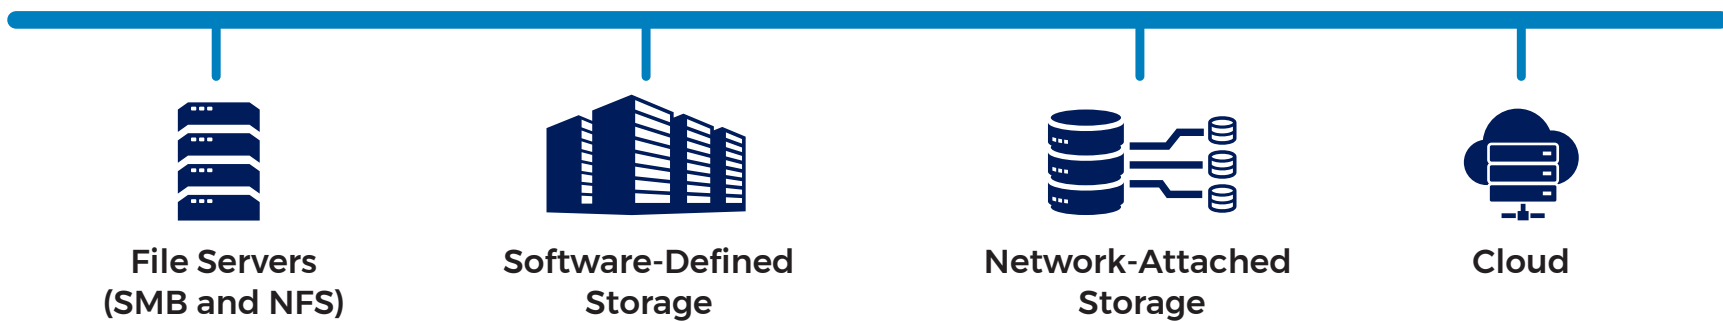 File Servers
(SMB and NFS)
Software-Defined
Storage
Network-Attached
Storage
Cloud